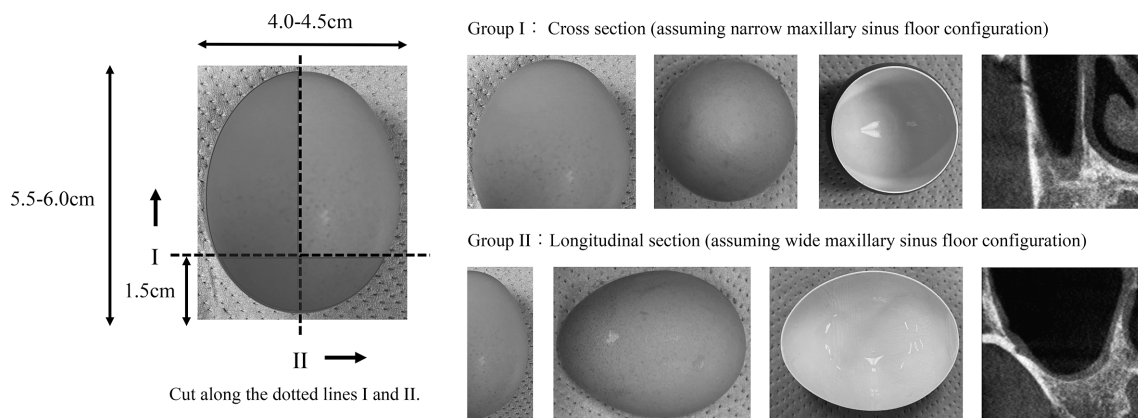 4.0-4.5cm
5.5-6.0cm
I
1.5cm
II
Cut along the dotted lines I and II.
Group I： Cross section (assuming narrow maxillary sinus floor configuration)
Group II：Longitudinal section (assuming wide maxillary sinus floor configuration)